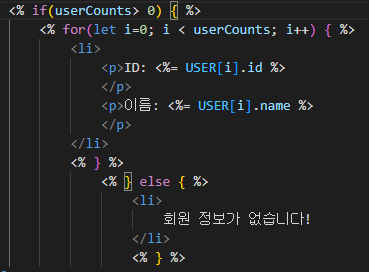 <% if(userCounts> 0) { %>
<% for(let i=0; i < userCounts; i++) { %>
<li>
<p>ID: <%= USER[i].id %>
</p>
<p>이름: <%= USER[i].name %>
</p>
</li>
<% } %>
<% } else { %>
<li>
회원 정보가 없습니다!
</li>
<% } %>